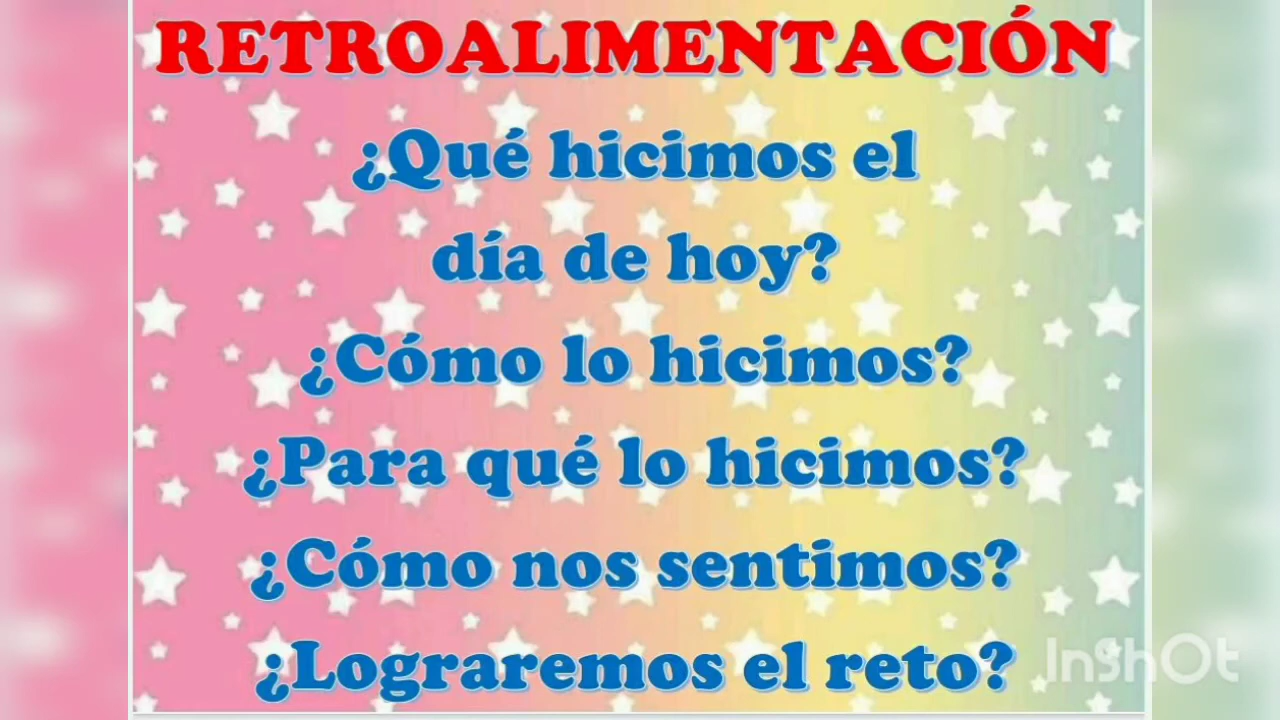 RETROALIMENTACIÓN
¿Qué hicimos el
día de hoy?
¿Cómo lo hicimos?
¿Para qué lo hicimos?
¿Cómo nos sentimos?
¿Lograremos el reto?
InShOt